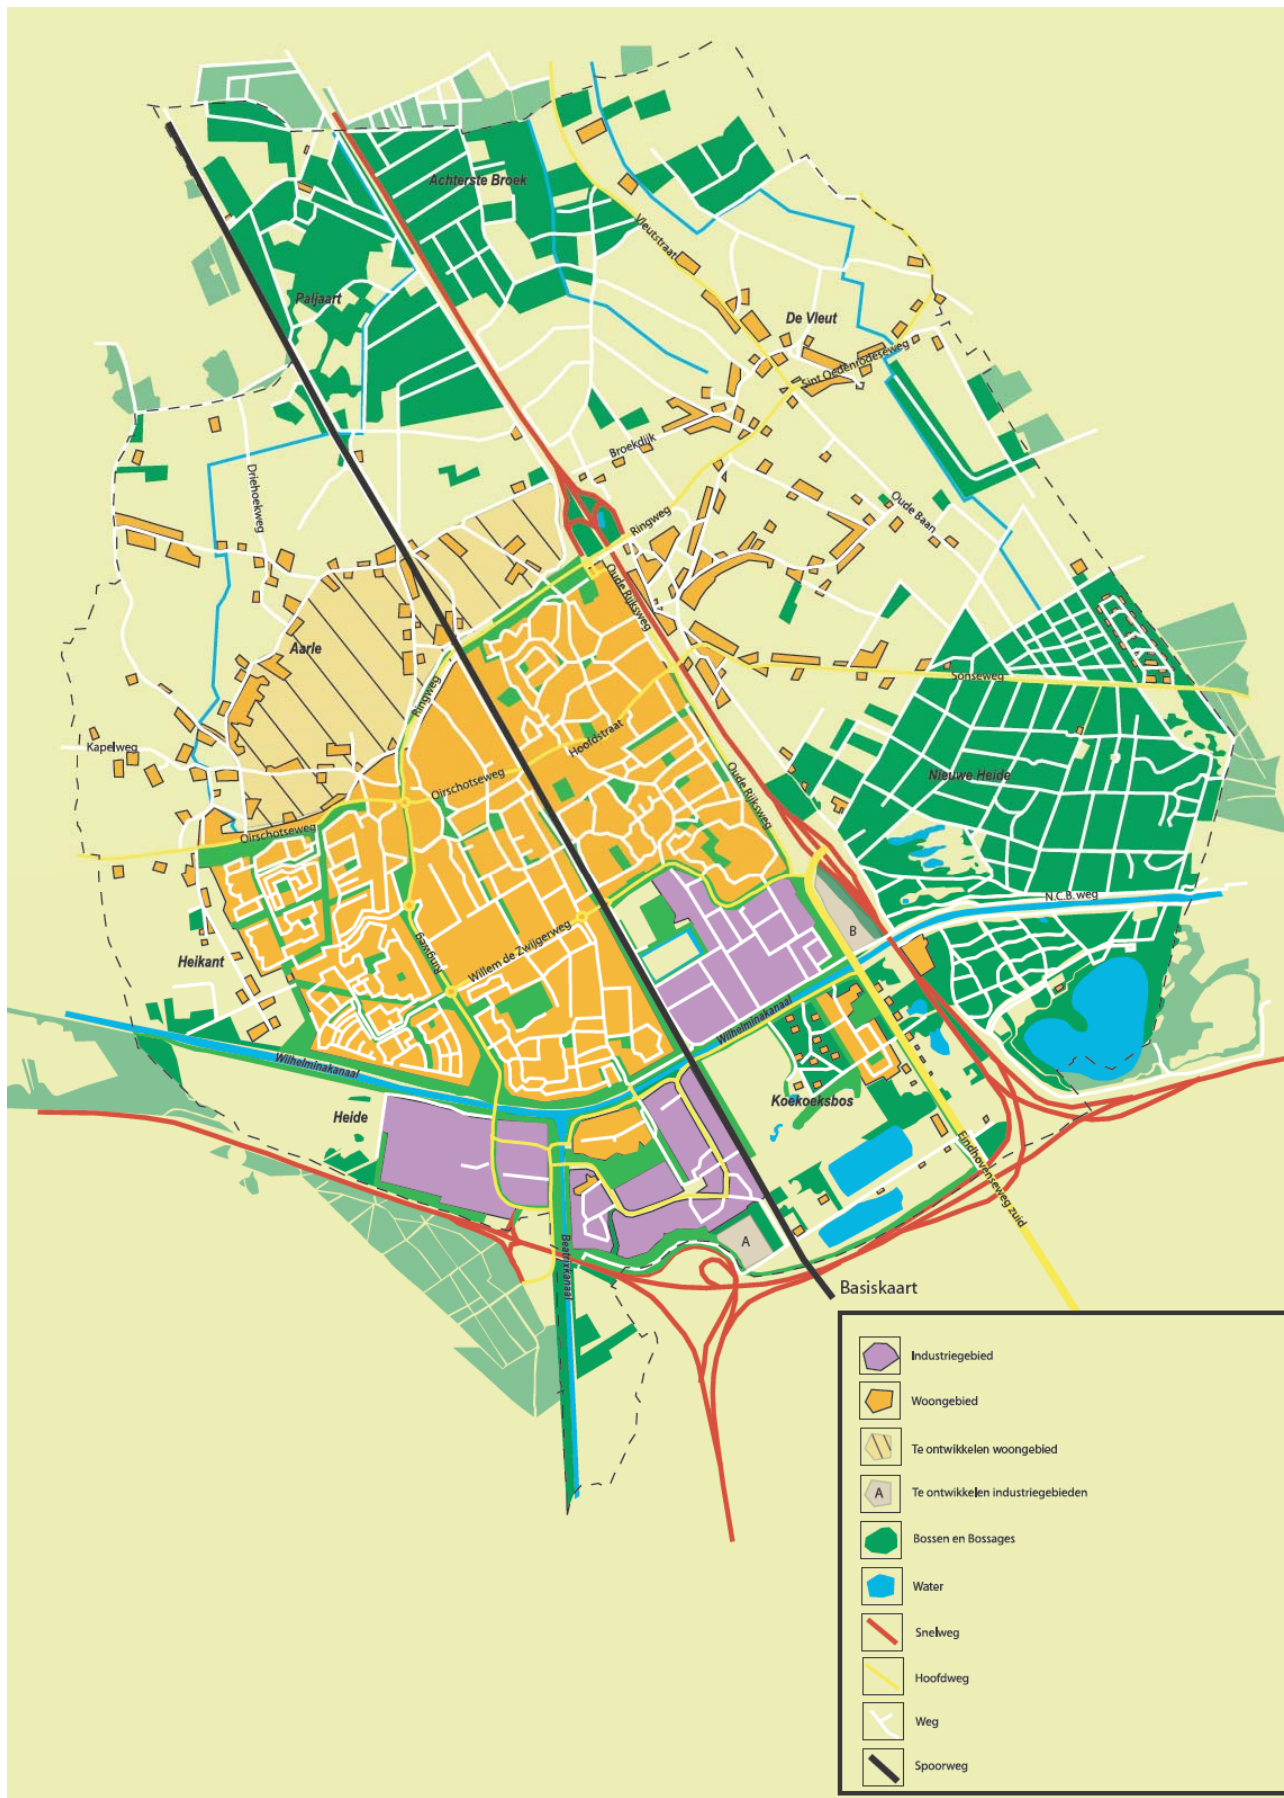 Achterste Broek
Vleutstraat
Paljaart
De Vleut
Sint Oedenrodeseweg
Broekdijk
Driehoekweg
Oude Baan
Ringweg
Oude Rijksweg
Aarle
Sonseweg
Ringweg
Hoofdstraat
Kapelweg
Oirschotseweg
Oude Rijksweg
Nieuwe Heide
Oirschotseweg
N.C.B. weg
B
Heikant
Ringweg
Willem de Zwijgerweg
Wilhelminakanaal
Wilhelminakanaal
Koekoeksbos
Heide
Eindhovenseweg zuid
A
Beatrixkanaal
Basiskaart
Industriegebied
Woongebied
Te ontwikkelen woongebied
A
Te ontwikkelen industriegebieden
Bossen en Bossages
Water
Snelweg
Hoofdweg
Weg
Spoorweg